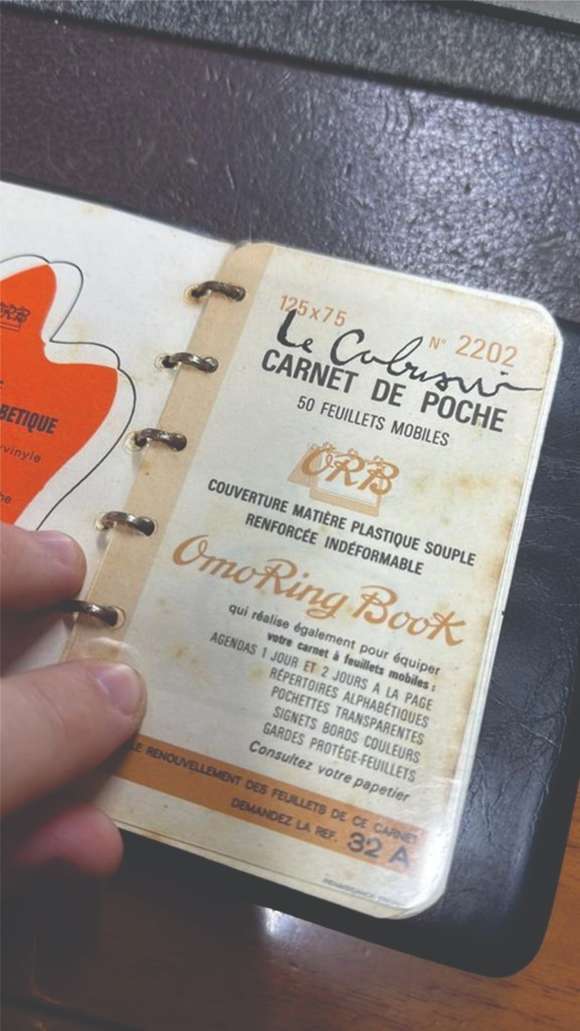 ORB
BETIQUE
rvinyle
he
125x75
N° 2202
CARNET DE POCHE
50 FEUILLETS MOBILES
ORB
COUVERTURE MATIÈRE PLASTIQUE SOUPLE
RENFORCÉE INDÉFORMABLE
OmoRing Book
qui réalise également pour équiper
votre carnet à feuillets mobiles :
AGENDAS 1 JOUR ET 2 JOURS À LA PAGE
RÉPERTOIRES ALPHABÉTIQUES
POCHETTES TRANSPARENTES
SIGNETS BORDS COULEURS
GARDES PROTÈGE-FEUILLETS
Consultez votre papetier
LE RENOUVELLEMENT DES FEUILLETS DE CE CARNET
DEMANDEZ LA REF. 32 A